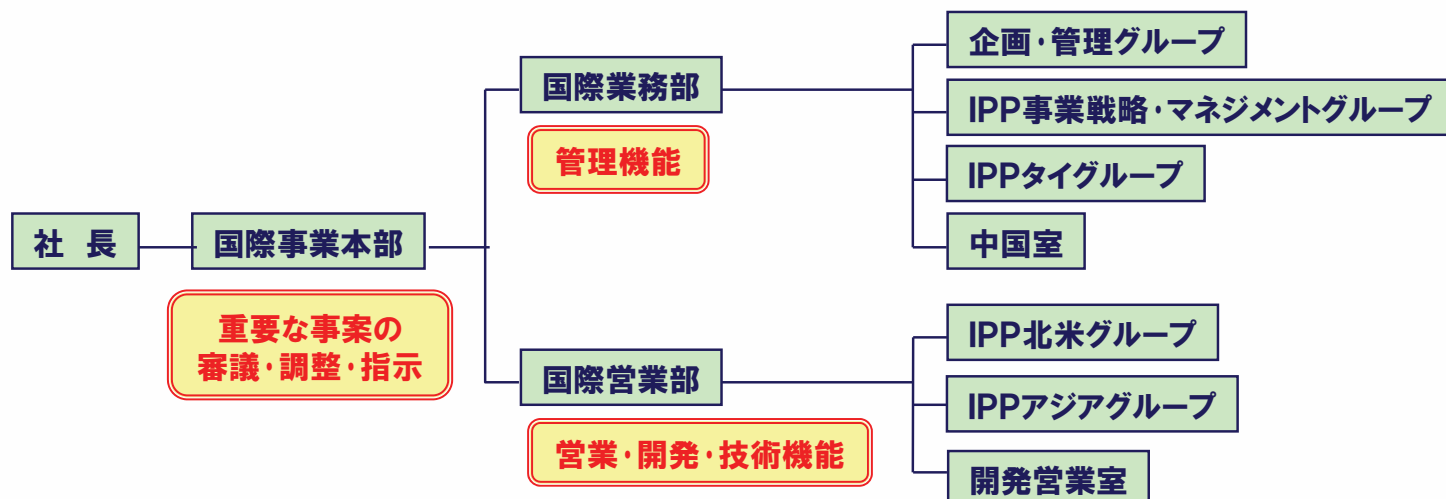 社 長
国際事業本部
重要な事案の
審議・調整・指示
国際業務部
管理機能
企画・管理グループ
IPP事業戦略・マネジメントグループ
IPPタイグループ
中国室
国際営業部
営業・開発・技術機能
IPP北米グループ
IPPアジアグループ
開発営業室